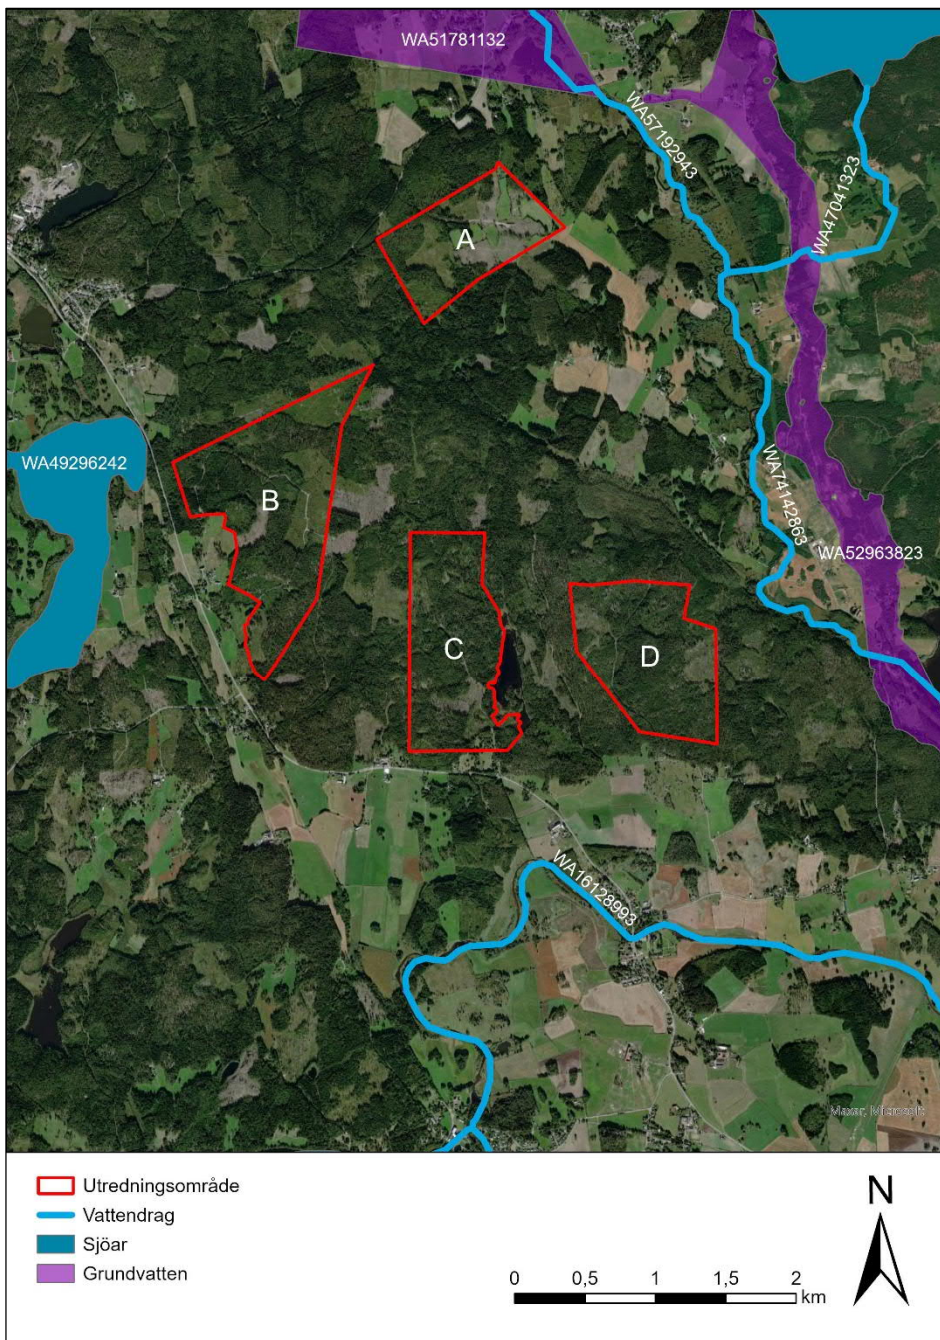 WA51781132
WA57192943
WA47041323
A
WA49296242
B
WA74142863
WA52963823
C
D
WA16128993
Maxar, Microsoft
Utredningsområde
Vattendrag
Sjöar
Grundvatten
N
0 0,5 1 1,5 2
km